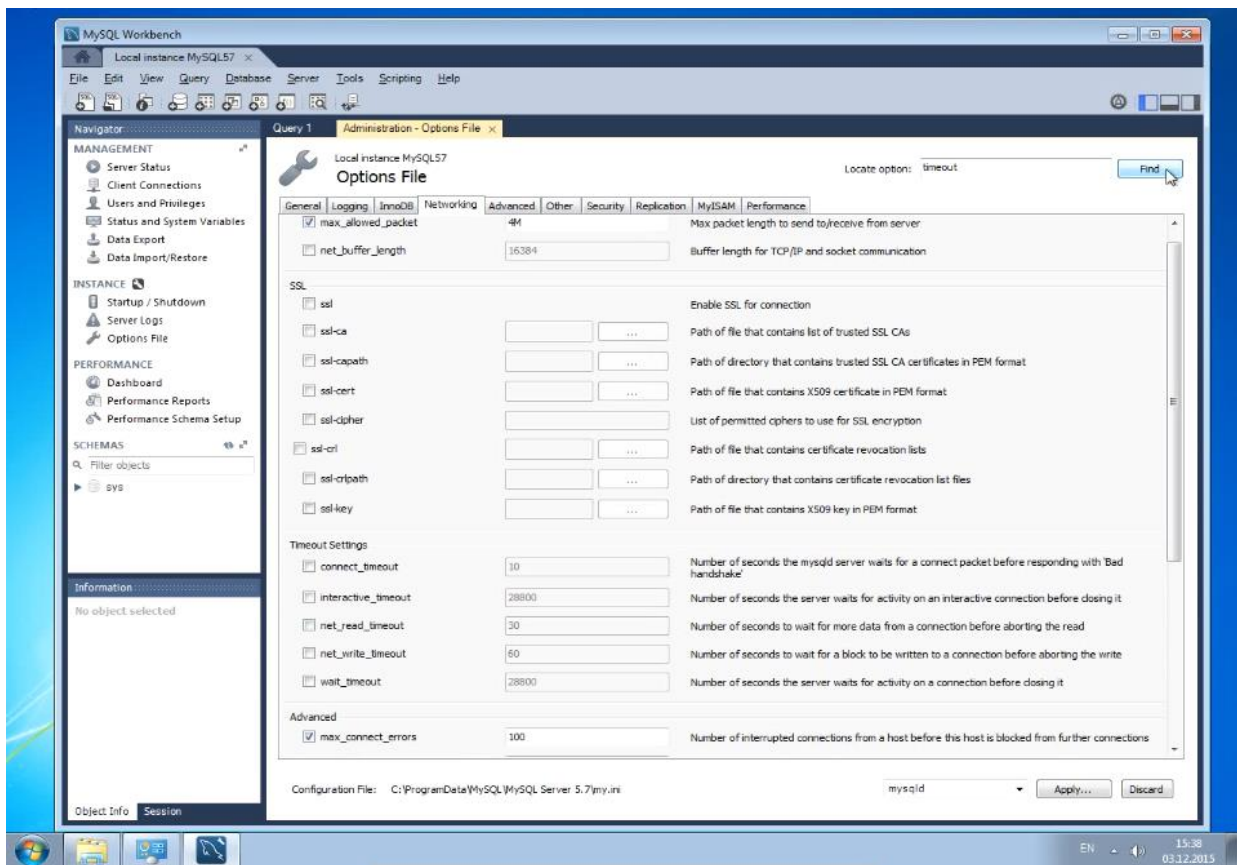 MySQL Workbench
Local instance MySQL57
File Edit View Query Database Server Tools Scripting Help
Navigator
MANAGEMENT
Server Status
Client Connections
Users and Privileges
Status and System Variables
Data Export
Data Import/Restore
INSTANCE
Startup / Shutdown
Server Logs
Options File
PERFORMANCE
Dashboard
Performance Reports
Performance Schema Setup
SCHEMAS
Filter objects
sys
Information
No object selected
Object Info Session
Query 1 Administration - Options File
Local instance MySQL57
Options File
Locate option: timeout Find
General Logging InnoDB Networking Advanced Other Security Replication MyISAM Performance
max_allowed_packet 4M Max packet length to send to/receive from server
net_buffer_length 16384 Buffer length for TCP/IP and socket communication
SSL
ssl Enable SSL for connection
ssl-ca ... Path of file that contains list of trusted SSL CAs
ssl-capath ... Path of directory that contains trusted SSL CA certificates in PEM format
ssl-cert ... Path of file that contains X509 certificate in PEM format
ssl-cipher List of permitted ciphers to use for SSL encryption
ssl-crl ... Path of file that contains certificate revocation lists
ssl-crlpath ... Path of directory that contains certificate revocation list files
ssl-key ... Path of file that contains X509 key in PEM format
Timeout Settings
connect_timeout 10 Number of seconds the mysqld server waits for a connect packet before responding with 'Bad
handshake'
interactive_timeout 28800 Number of seconds the server waits for activity on an interactive connection before closing it
net_read_timeout 30 Number of seconds to wait for more data from a connection before aborting the read
net_write_timeout 60 Number of seconds to wait for a block to be written to a connection before aborting the write
wait_timeout 28800 Number of seconds the server waits for activity on a connection before closing it
Advanced
max_connect_errors 100 Number of interrupted connections from a host before this host is blocked from further connections
Configuration File: C:\ProgramData\MySQL\MySQL Server 5.7\my.ini mysqld Apply... Discard
EN 15:38
03.12.2015